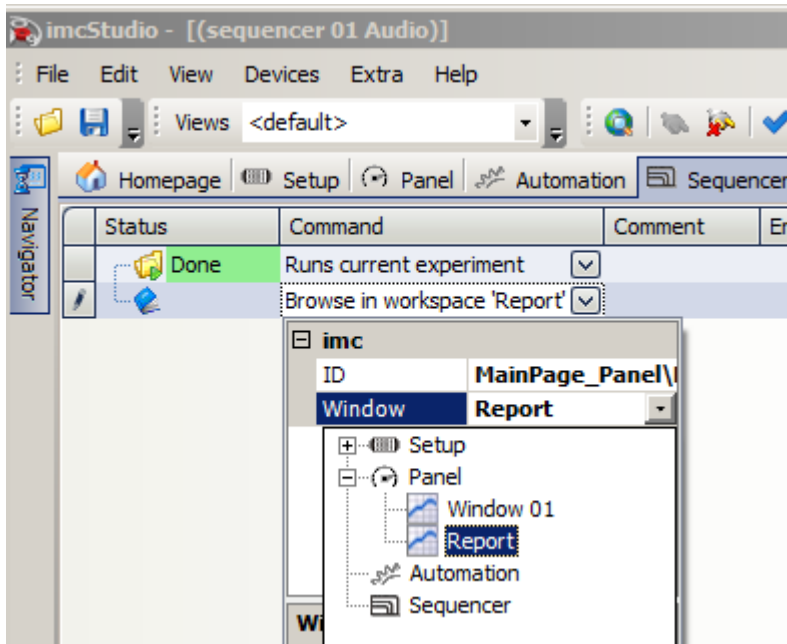 imcStudio - [(sequencer 01 Audio)]
File Edit View Devices Extra Help
Views <default>
Homepage Setup Panel Automation Sequencer
Navigator
Status Command Comment
Done Runs current experiment
Browse in workspace 'Report'
imc
ID MainPage_Panel\
Window Report
Setup
Panel
Window 01
Report
Automation
Sequencer